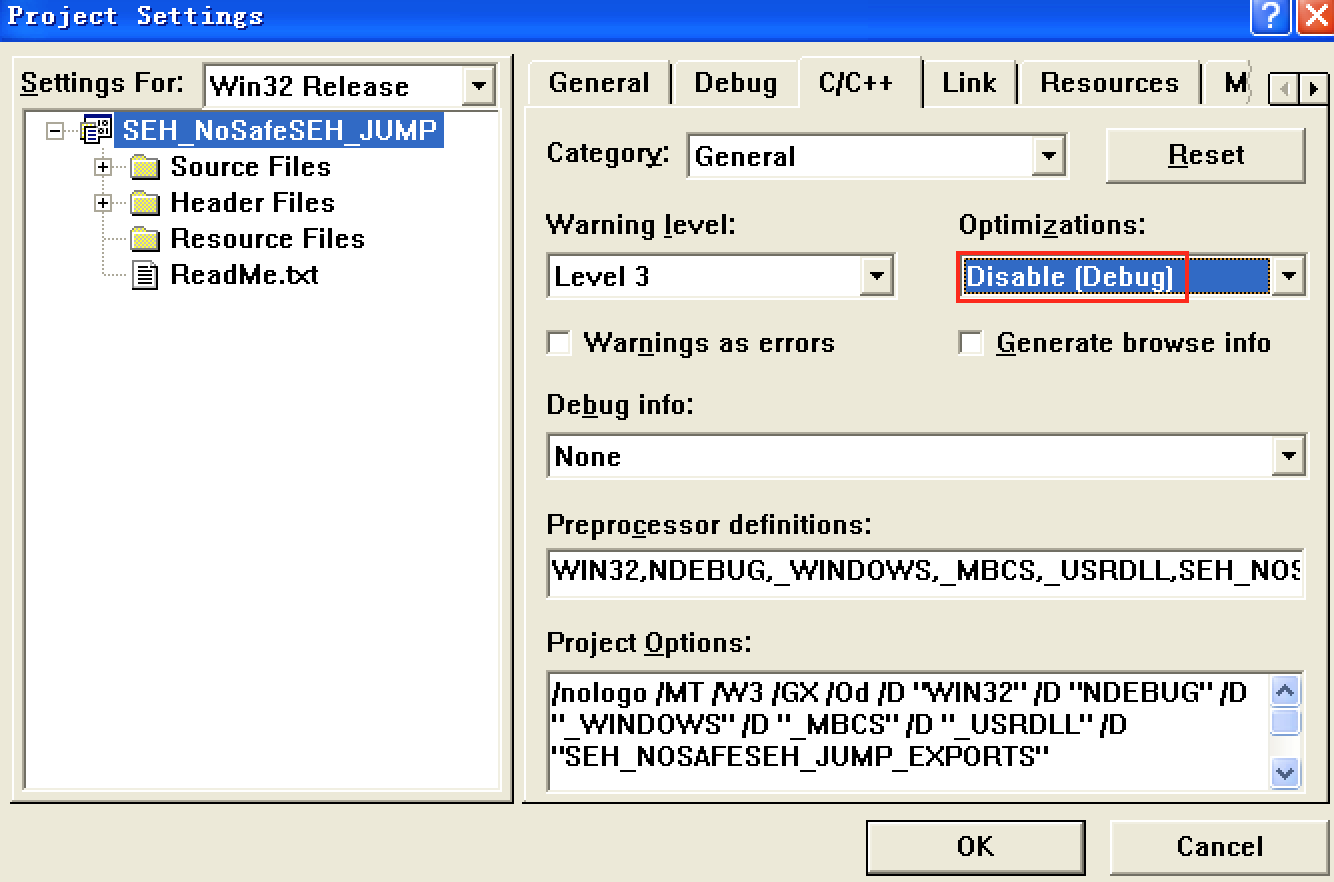 Project Settings
?
Settings For:
Win32 Release
SEH_NoSafeSEH_JUMP
Source Files
Header Files
Resource Files
ReadMe.txt
General
Debug
C/C++
Link
Resources
M
Category:
General
Reset
Warning level:
Optimizations:
Level 3
Disable (Debug)
Warnings as errors
Generate browse info
Debug info:
None
Preprocessor definitions:
WIN32,NDEBUG,_WINDOWS,_MBCS,_USRDLL,SEH_NOS
Project Options:
/nologo /MT /W3 /GX /Od /D "WIN32" /D "NDEBUG" /D
"_WINDOWS" /D "_MBCS" /D "_USRDLL" /D
"SEH_NOSAFESEH_JUMP_EXPORTS"
OK
Cancel